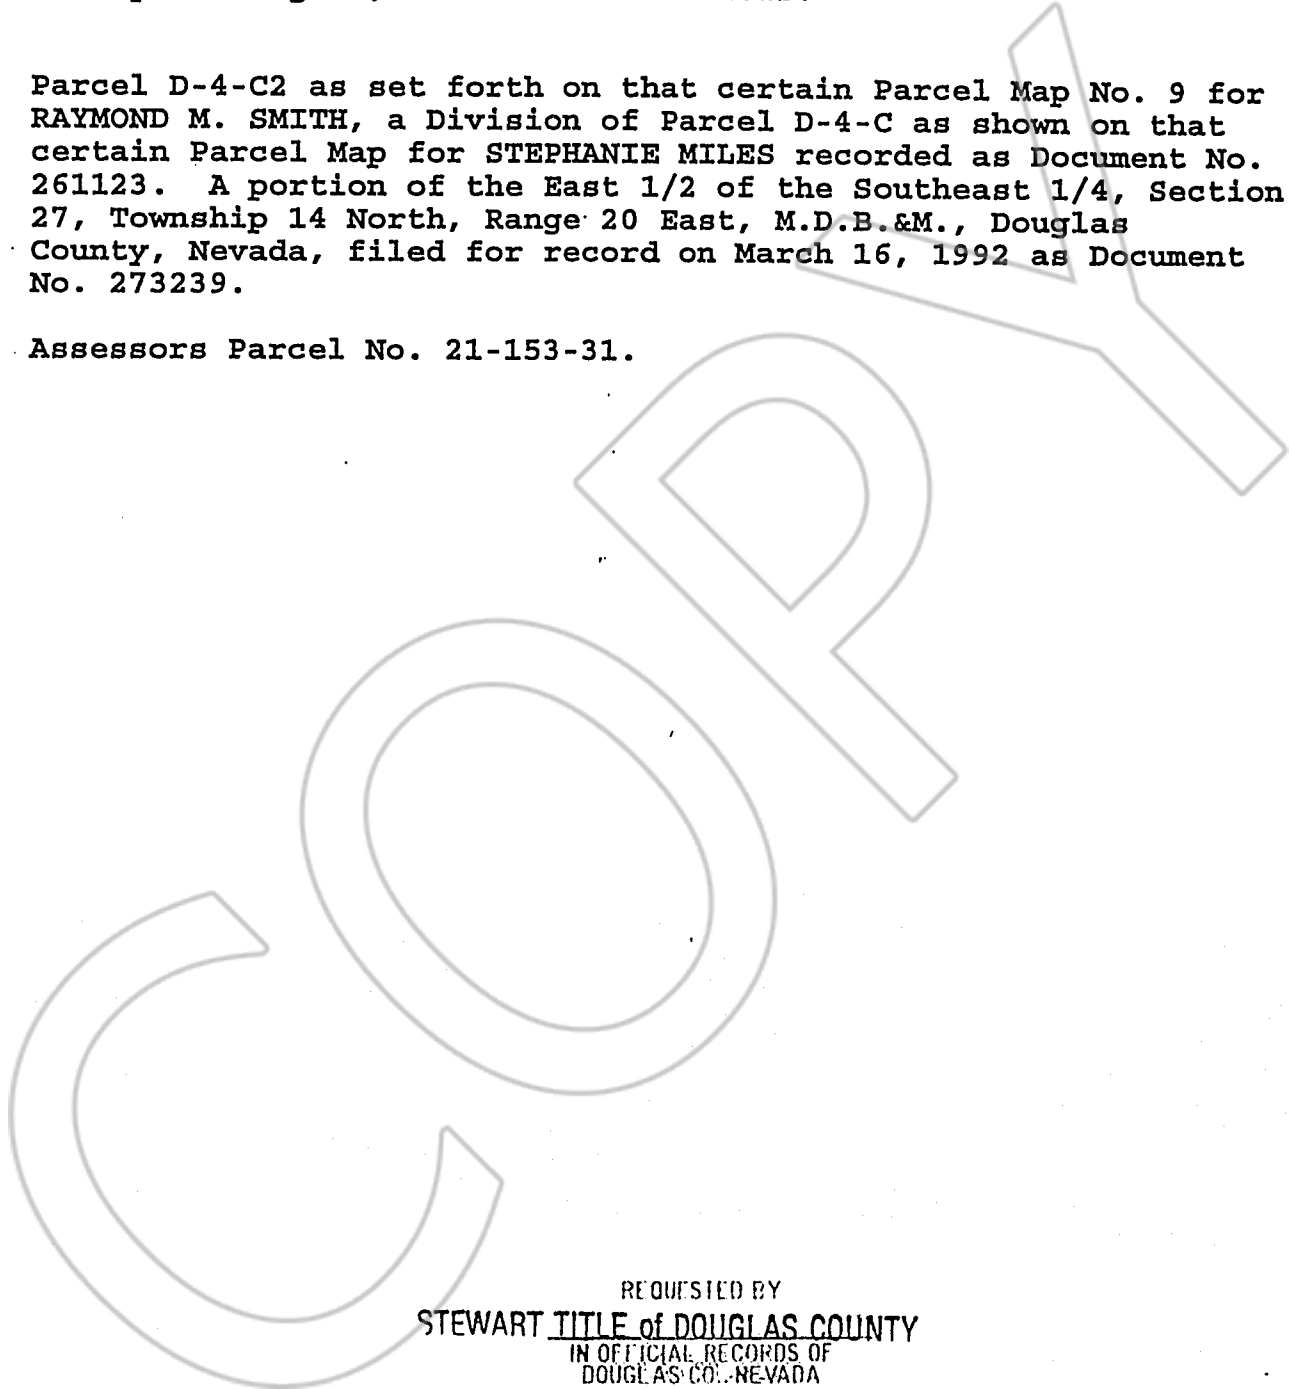 Parcel D-4-C2 as set forth on that certain Parcel Map No. 9 for
RAYMOND M. SMITH, a Division of Parcel D-4-C as shown on that
certain Parcel Map for STEPHANIE MILES recorded as Document No.
261123. A portion of the East 1/2 of the Southeast 1/4, Section
27, Township 14 North, Range 20 East, M.D.B.&M., Douglas
County, Nevada, filed for record on March 16, 1992 as Document
No. 273239.
Assessors Parcel No. 21-153-31.
COPY
REQUESTED BY
STEWART TITLE of DOUGLAS COUNTY
IN OFFICIAL RECORDS OF
DOUGLAS CO., NEVADA